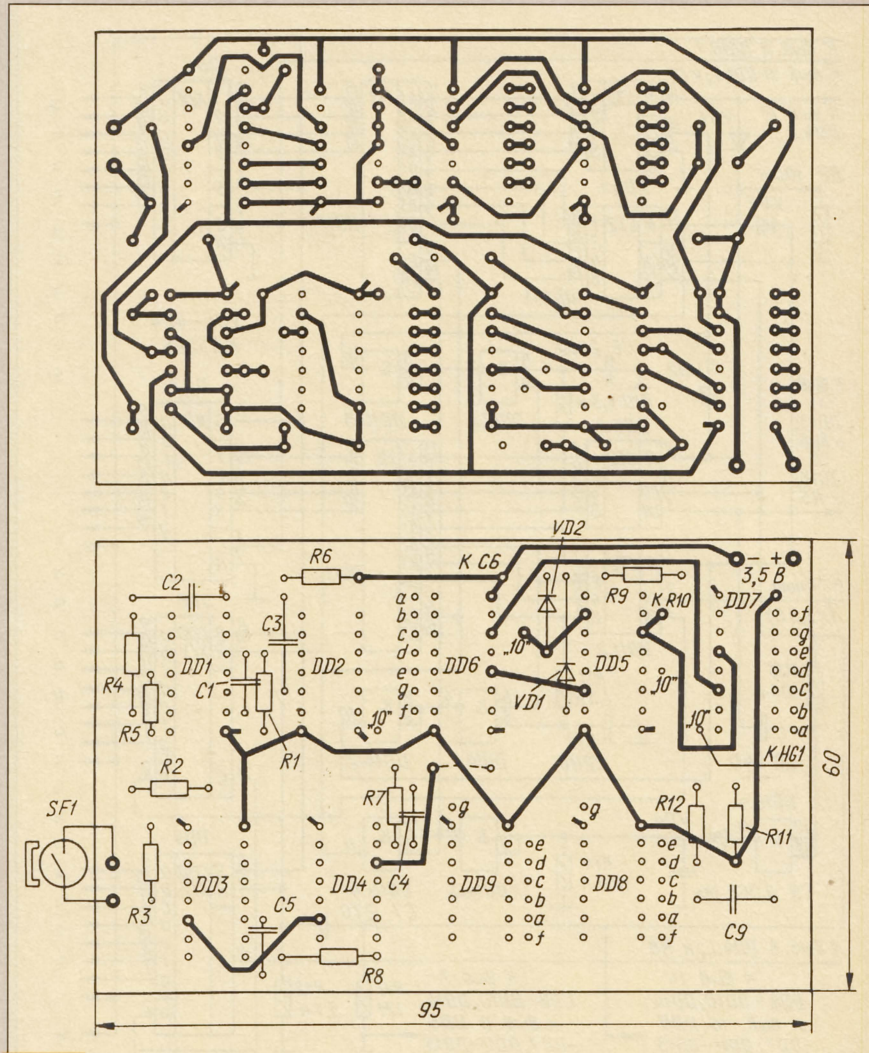 VD2
R6
К C6
− +
3,5 В
C2
R9
К R10
DD7
a
b
c
d
e
g
f
f
g
e
d
c
b
a
C3
„10"
R4
DD1
DD2
DD6
DD5
C1
„10"
R5
VD1
„10"
„10"
R1
К HG1
R2
60
SF1
R7
g
g
R12
R11
e
d
c
b
a
f
e
d
c
b
a
f
DD3
DD4
C4
DD9
DD8
R3
C5
C9
R8
95